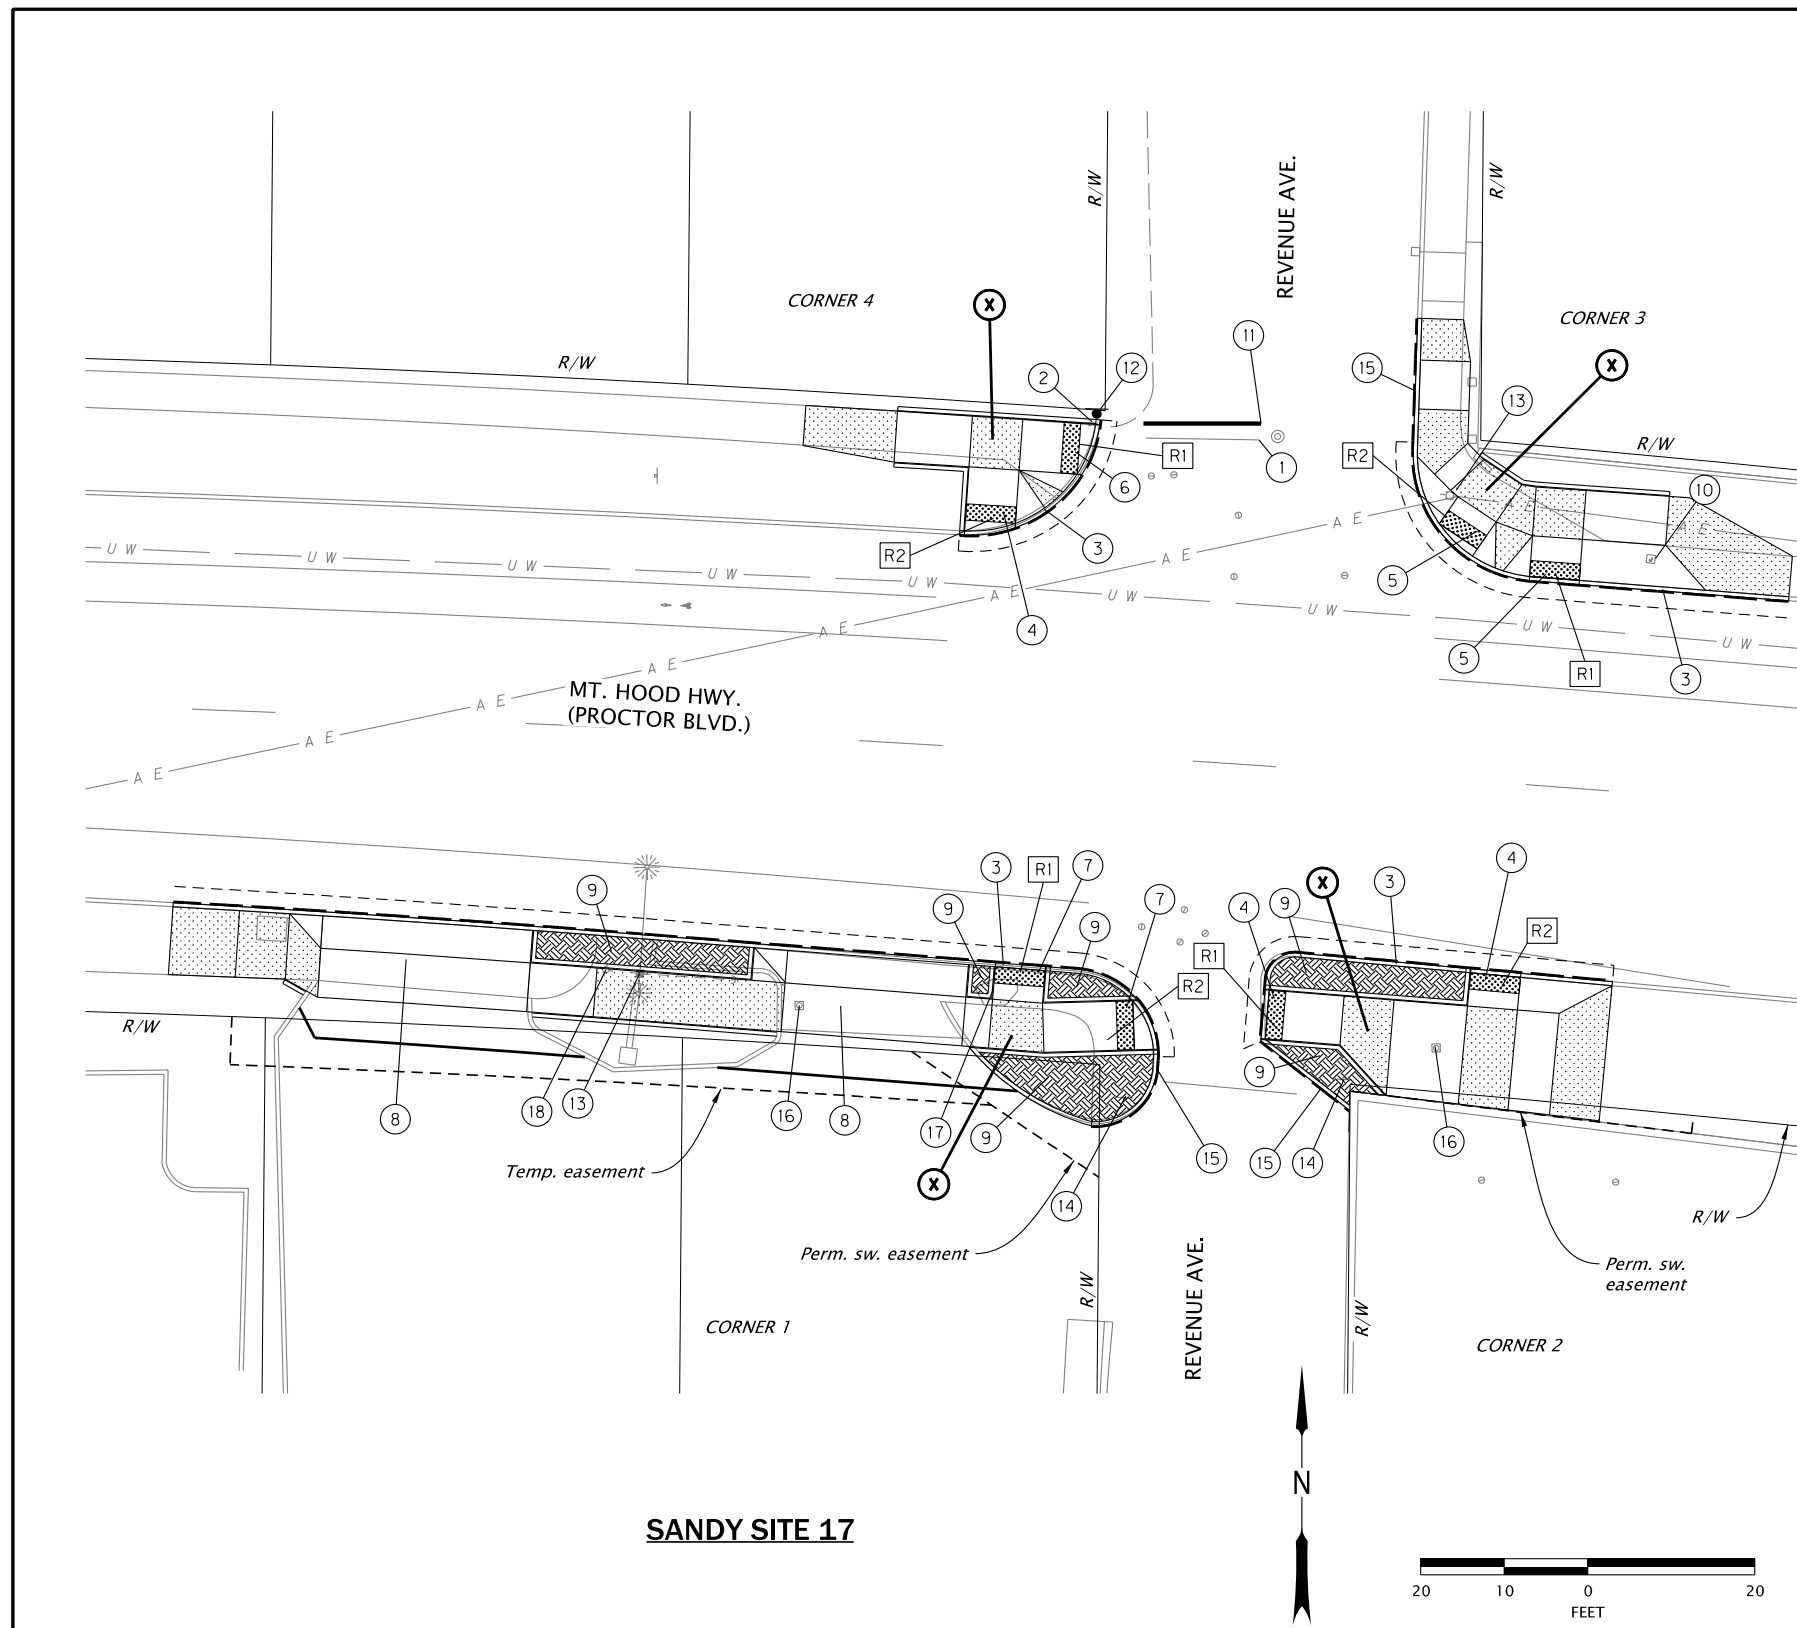 REVENUE AVE.
R/W
R/W
CORNER 4
X
CORNER 3
11
R/W
15
X
2
12
13
R/W
R1
R2
1
6
10
A E
A E
3
R2
5
A E
U W
U W
U W
U W
U W
A E
U W
U W
U W
U W
4
A E
5
R1
3
A E
MT. HOOD HWY.
(PROCTOR BLVD.)
A E
A E
A E
9
3
R1
7
X
3
4
9
7
4
9
9
R2
R1
R2
R/W
8
18
13
16
8
17
9
15
9
15
14
16
Temp. easement
X
14
R/W
Perm. sw. easement
REVENUE AVE.
R/W
R/W
Perm. sw.
easement
CORNER 1
CORNER 2
N
SANDY SITE 17
20 10 0 20
FEET